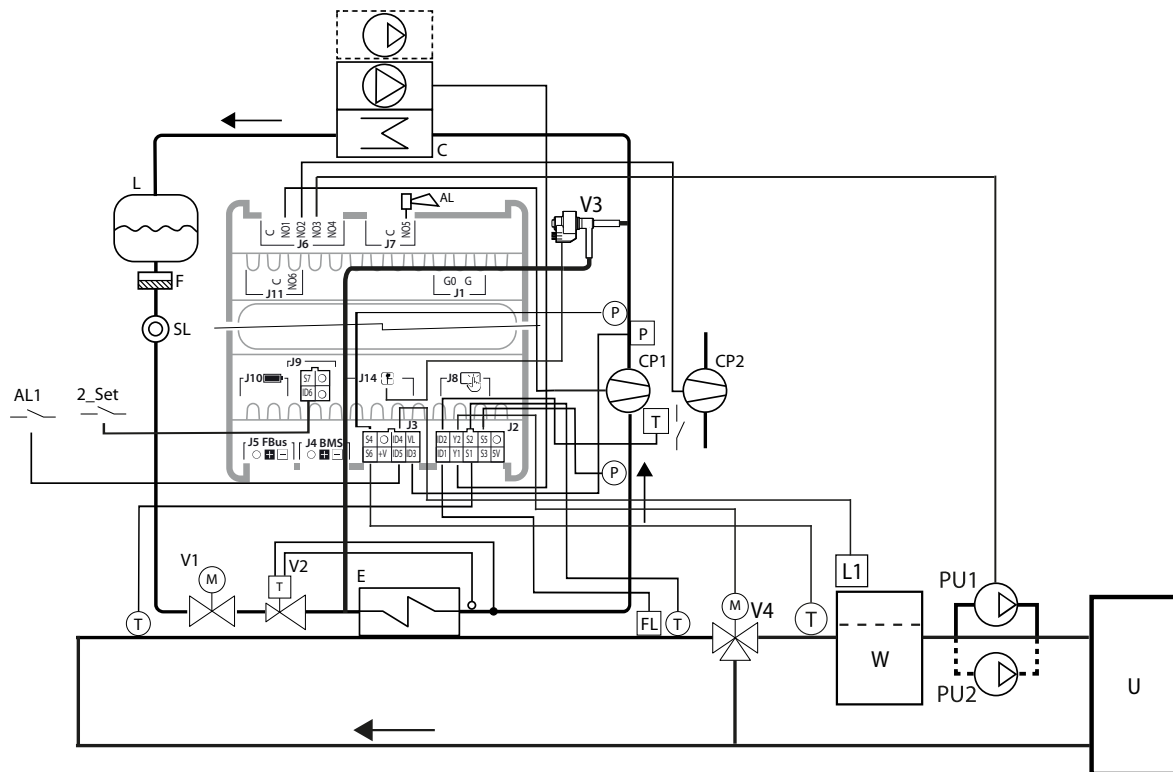 C
L
AL
V3
C
NO1
NO2
NO3
NO4
J6
C
NO5
J7
F
C
NO6
J11
G0 G
J1
SL
P
P
CP1
CP2
J9
S7
ID6
J10
J14
J8
AL1
2_Set
T
J3
J2
J5 FBus
J4 BMS
S4
ID4
VL
S6
+V
ID5
ID3
ID2
Y2
S2
S5
ID1
Y1
S1
S3
5V
P
V1
M
V2
T
E
L1
PU1
T
FL
T
M
V4
T
W
PU2
U